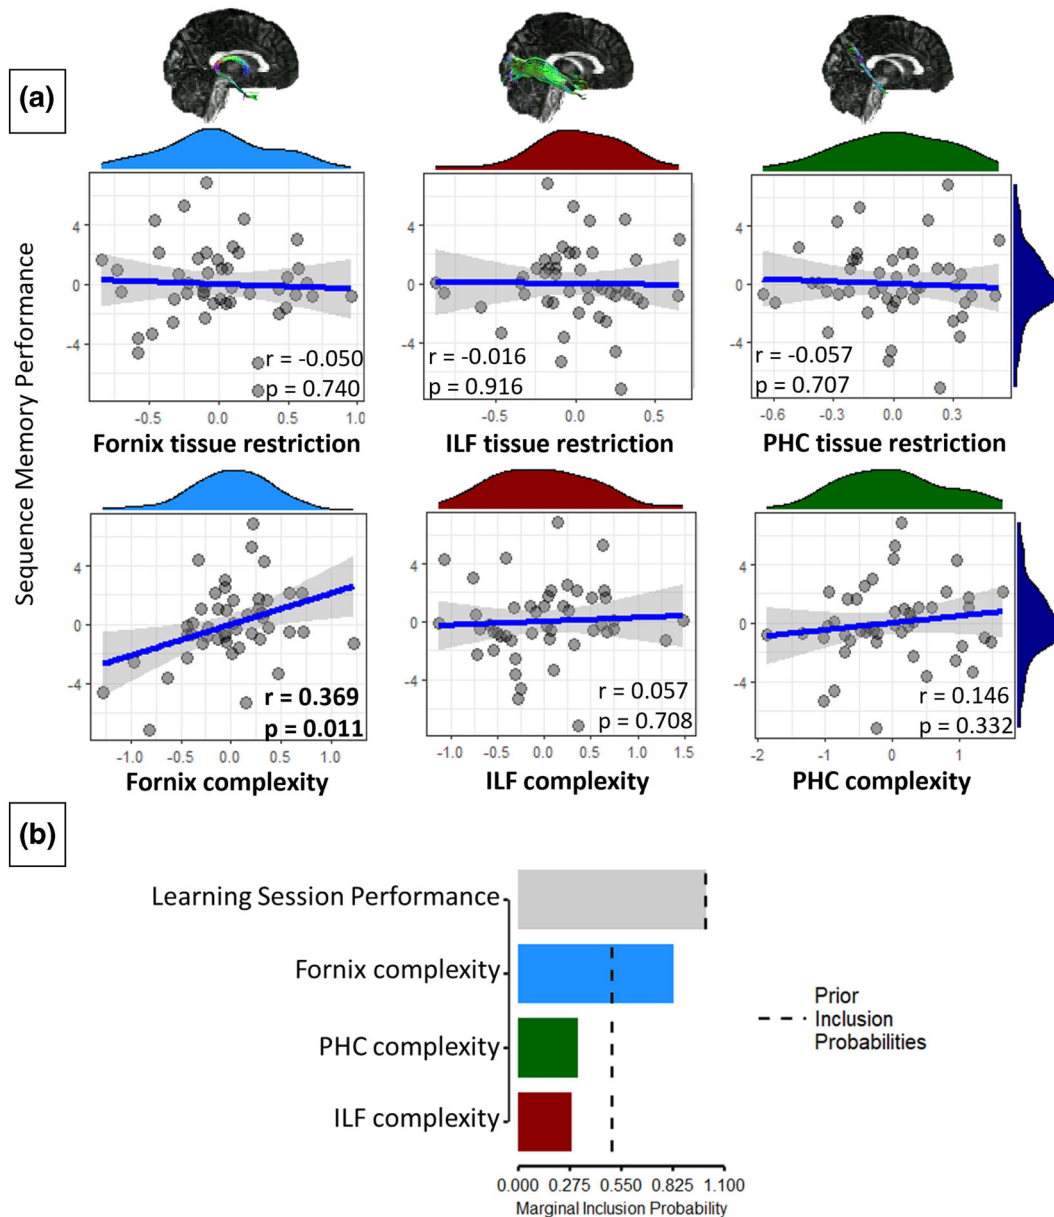 (a)
Sequence Memory Performance
4
0
-4
r = -0.050
p = 0.740
-0.5
0.0
0.5
1.0
Fornix tissue restriction
r = -0.016
p = 0.916
-0.5
0.0
0.5
ILF tissue restriction
4
0
-4
r = -0.057
p = 0.707
-0.6
-0.3
0.0
0.3
PHC tissue restriction
4
0
-4
r = 0.369
p = 0.011
-1.0
-0.5
0.0
0.5
1.0
Fornix complexity
4
0
-4
r = 0.057
p = 0.708
-1.0
-0.5
0.0
0.5
1.0
1.5
ILF complexity
4
0
-4
r = 0.146
p = 0.332
-2
-1
0
1
PHC complexity
(b)
Learning Session Performance
Fornix complexity
PHC complexity
ILF complexity
0.000 0.275 0.550 0.825 1.100
Marginal Inclusion Probability
Prior
Inclusion
Probabilities